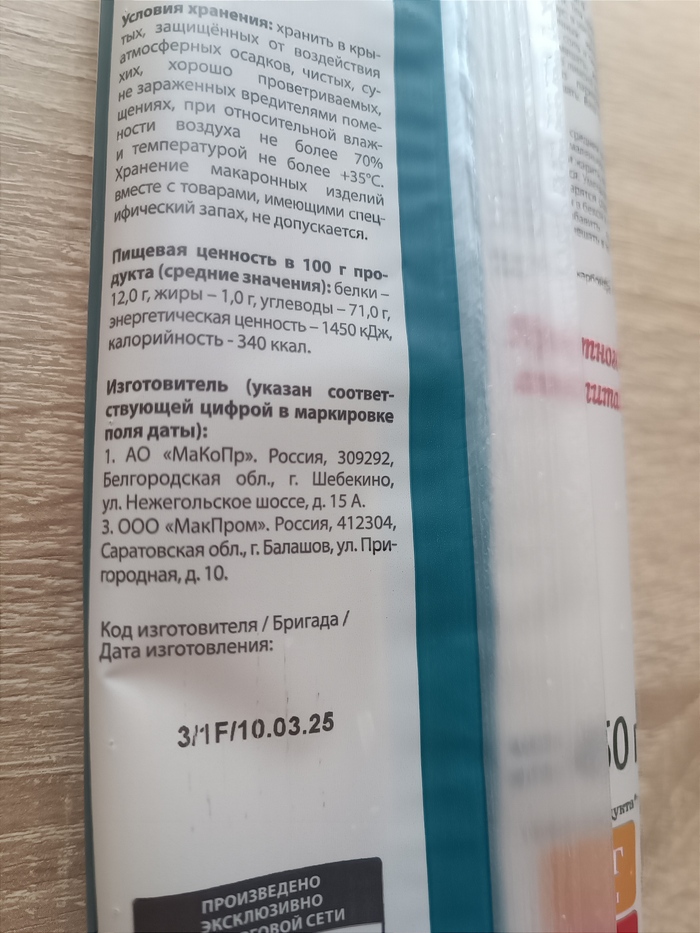 Условия хранения: хранить в кры-
тых, защищённых от воздействия
атмосферных осадков, чистых, су-
хих, хорошо проветриваемых,
не зараженных вредителями поме-
щениях, при относительной влаж-
ности воздуха не более 70%
и температурой не более +35°C.
Хранение макаронных изделий
вместе с товарами, имеющими спец-
ифический запах, не допускается.
Пищевая ценность в 100 г про-
дукта (средние значения): белки –
12,0 г, жиры – 1,0 г, углеводы – 71,0 г,
энергетическая ценность – 1450 кДж,
калорийность - 340 ккал.
Изготовитель (указан соответ-
ствующей цифрой в маркировке
поля даты):
1. АО «МаКоПр». Россия, 309292,
Белгородская обл., г. Шебекино,
ул. Нежегольское шоссе, д. 15 А.
3. ООО «МакПром». Россия, 412304,
Саратовская обл., г. Балашов, ул. При-
городная, д. 10.
Код изготовителя / Бригада /
Дата изготовления:
3/1F/10.03.25
ПРОИЗВЕДЕНО
ЭКСКЛЮЗИВНО
СЕТИ